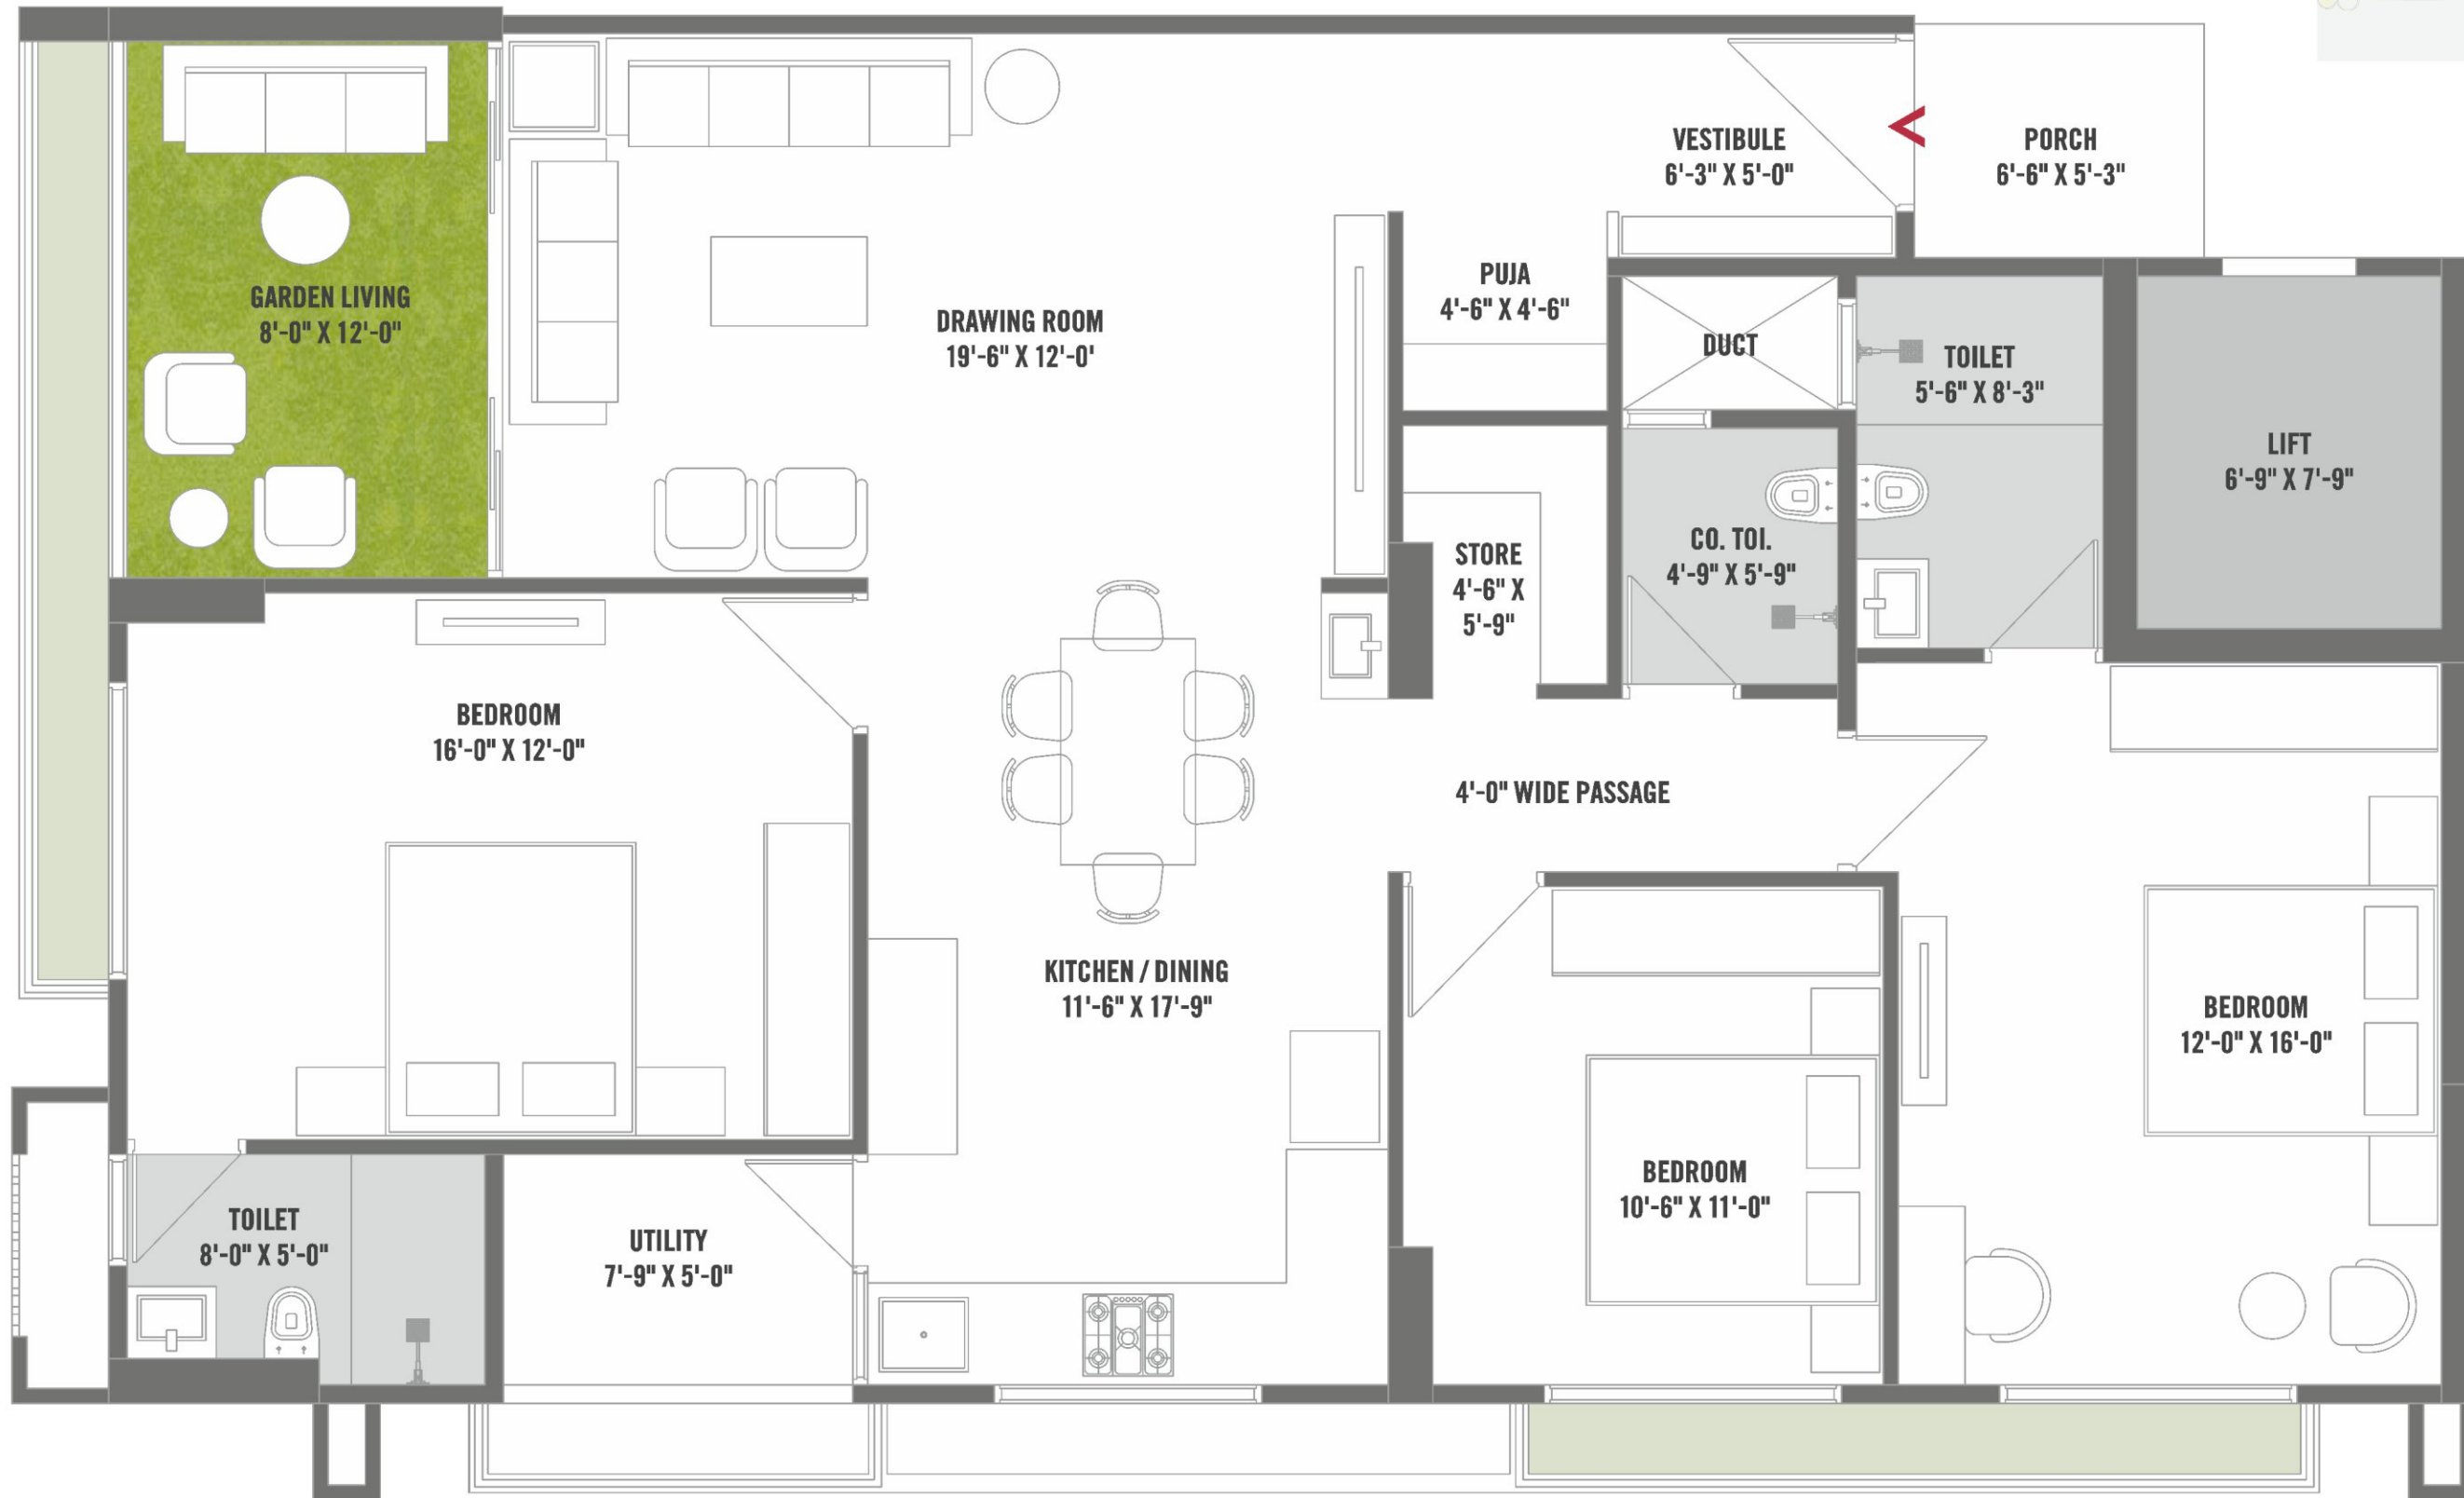 VESTIBULE
6'-3" X 5'-0"
PORCH
6'-6" X 5'-3"
GARDEN LIVING
8'-0" X 12'-0"
DRAWING ROOM
19'-6" X 12'-0'
PUJA
4'-6" X 4'-6"
DUCT
TOILET
5'-6" X 8'-3"
LIFT
6'-9" X 7'-9"
STORE
4'-6" X
5'-9"
CO. TOI.
4'-9" X 5'-9"
BEDROOM
16'-0" X 12'-0"
4'-0" WIDE PASSAGE
KITCHEN / DINING
11'-6" X 17'-9"
BEDROOM
12'-0" X 16'-0"
BEDROOM
10'-6" X 11'-0"
TOILET
8'-0" X 5'-0"
UTILITY
7'-9" X 5'-0"